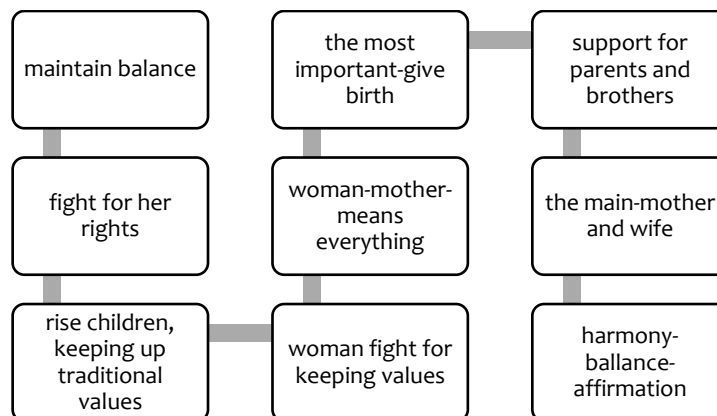 maintain balance
fight for her
rights
rise children,
keeping up
traditional
values
woman fight for
keeping values
woman-mother-
means
everything
the most
important-give
birth
support for
parents and
brothers
the main-mother
and wife
harmony-
ballance-
affirmation